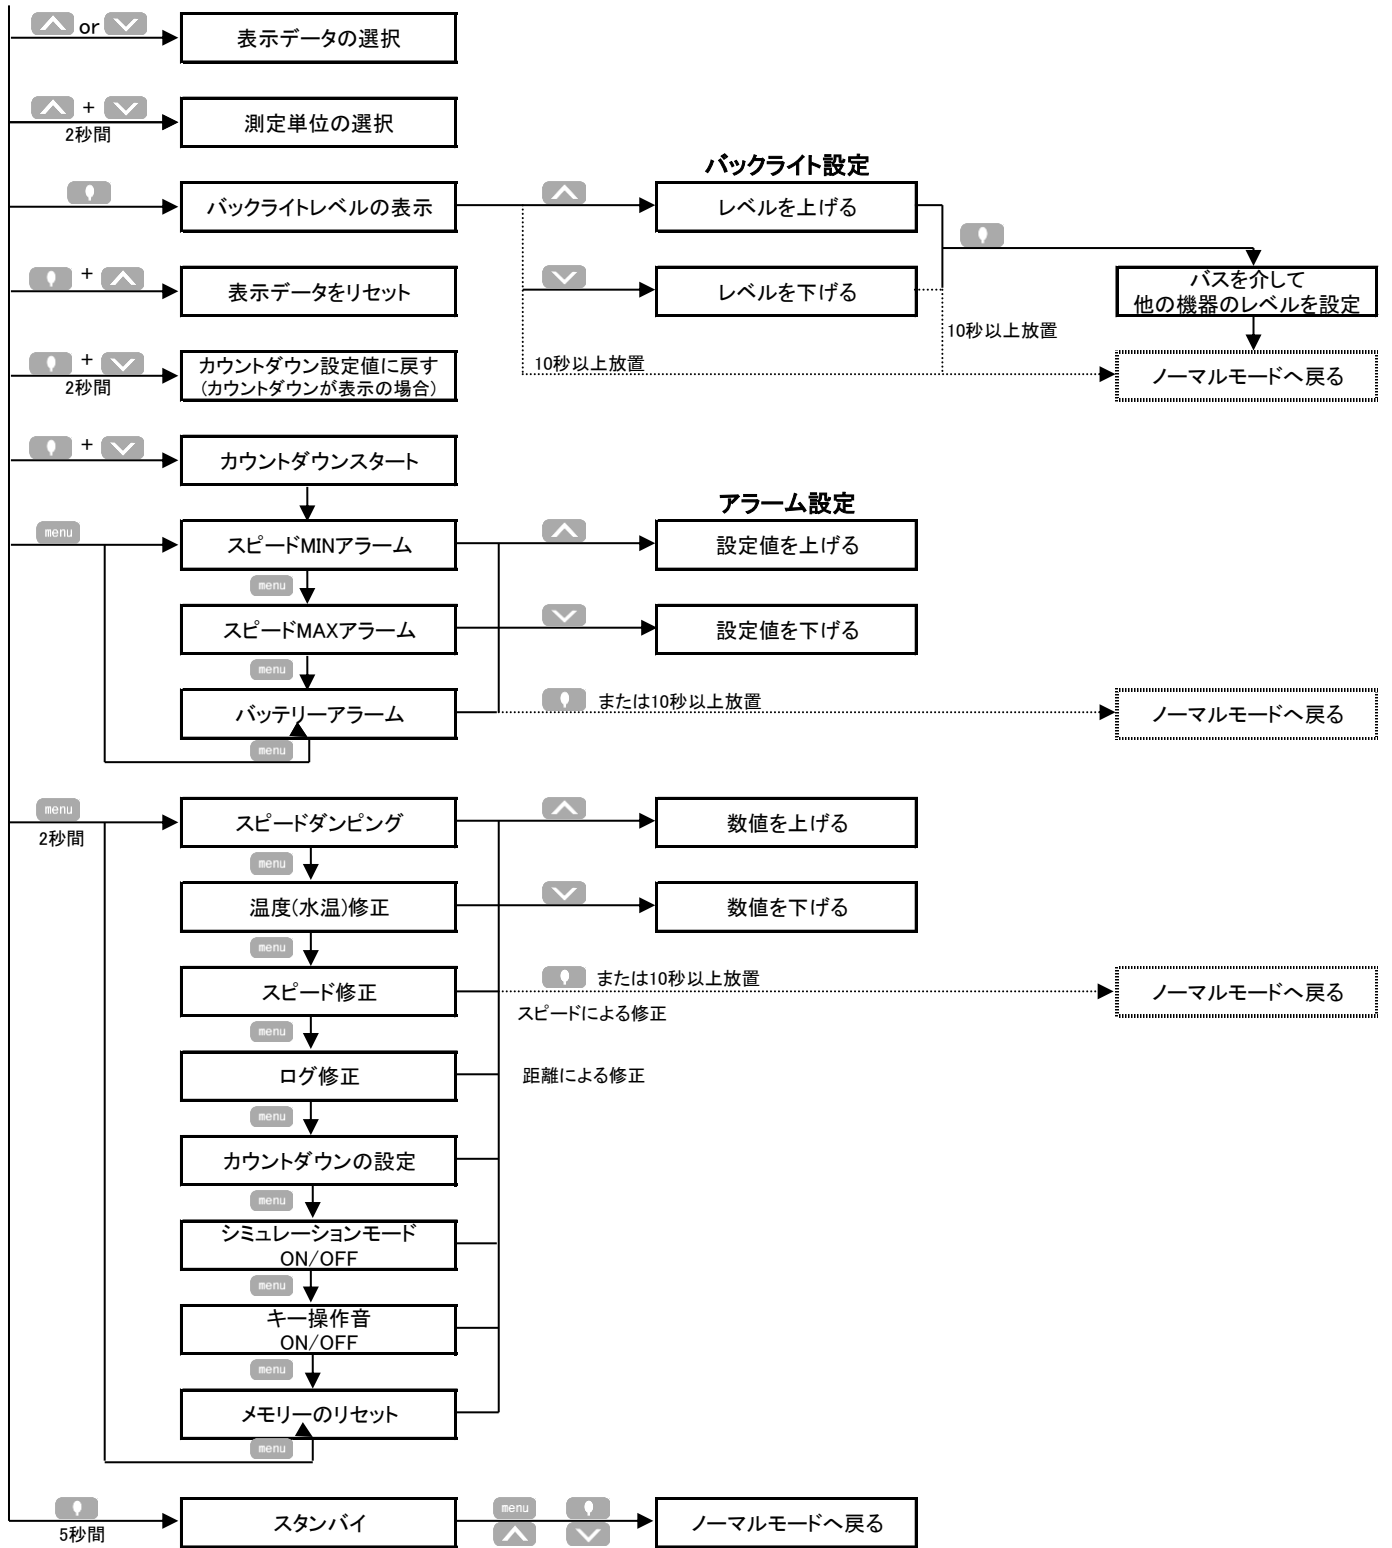 or
表示データの選択
+
2秒間
測定単位の選択
バックライト設定
バックライトレベルの表示
レベルを上げる
+
表示データをリセット
レベルを下げる
バスを介して
他の機器のレベルを設定
10秒以上放置
+
2秒間
カウントダウン設定値に戻す
(カウントダウンが表示の場合)
10秒以上放置
ノーマルモードへ戻る
+
カウントダウンスタート
アラーム設定
menu
スピードMINアラーム
設定値を上げる
menu
スピードMAXアラーム
設定値を下げる
menu
バッテリーアラーム
または10秒以上放置
ノーマルモードへ戻る
menu
menu
2秒間
スピードダンピング
数値を上げる
menu
温度(水温)修正
数値を下げる
menu
スピード修正
または10秒以上放置
ノーマルモードへ戻る
スピードによる修正
menu
ログ修正
距離による修正
menu
カウントダウンの設定
menu
シミュレーションモード
ON/OFF
menu
キー操作音
ON/OFF
menu
メモリーのリセット
menu
5秒間
スタンバイ
menu
ノーマルモードへ戻る